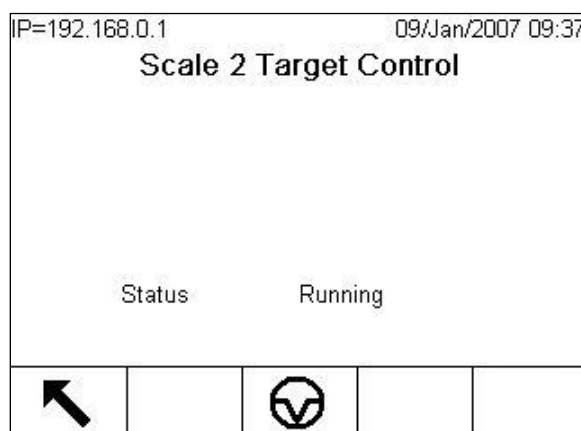 IP=192.168.0.1 09/Jan/2007 09:37
Scale 2 Target Control
Status Running